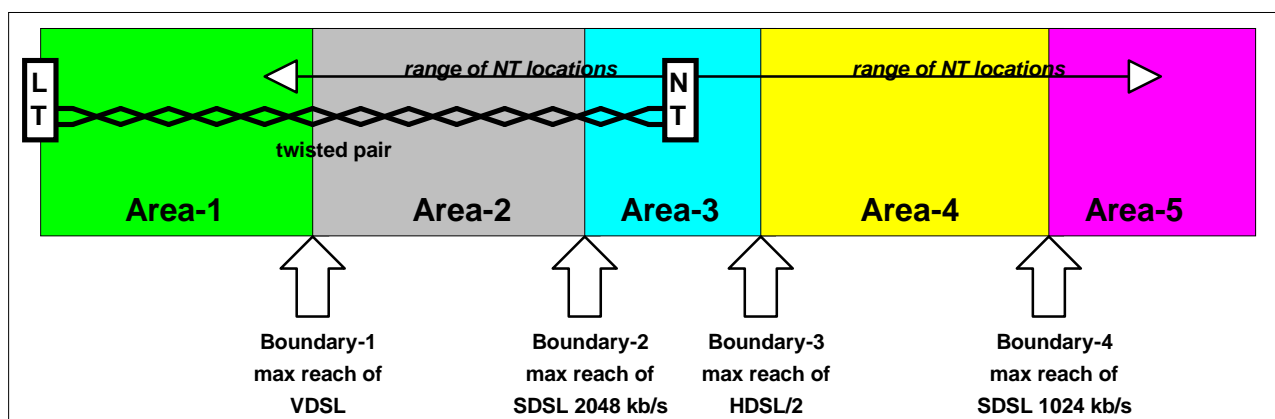 range of NT locations range of NT locations
L T
N T
twisted pair
Area-1 Area-2 Area-3 Area-4 Area-5
Boundary-1 Boundary-2 Boundary-3 Boundary-4
max reach of max reach of max reach of max reach of
VDSL SDSL 2048 kb/s HDSL/2 SDSL 1024 kb/s